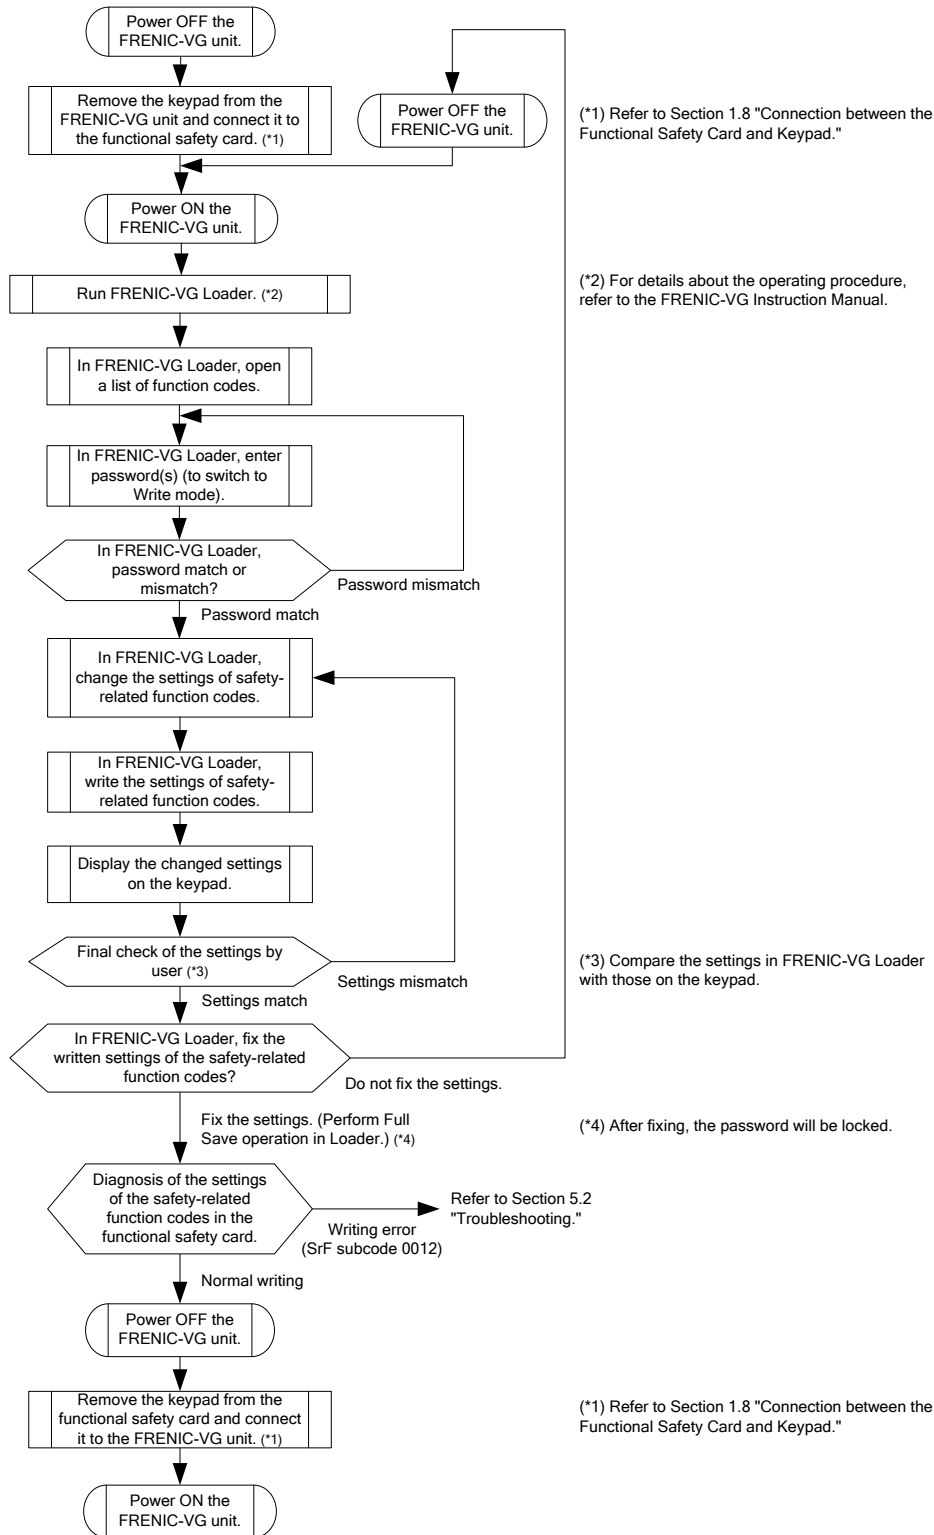 Power OFF the
FRENIC-VG unit.
Remove the keypad from the
FRENIC-VG unit and connect it to
the functional safety card. (*1)
Power OFF the
FRENIC-VG unit.
(*1) Refer to Section 1.8 "Connection between the
Functional Safety Card and Keypad."
Power ON the
FRENIC-VG unit.
Run FRENIC-VG Loader. (*2)
(*2) For details about the operating procedure,
refer to the FRENIC-VG Instruction Manual.
In FRENIC-VG Loader, open
a list of function codes.
In FRENIC-VG Loader, enter
password(s) (to switch to
Write mode).
In FRENIC-VG Loader,
password match or
mismatch?
Password mismatch
Password match
In FRENIC-VG Loader,
change the settings of safety-
related function codes.
In FRENIC-VG Loader,
write the settings of safety-
related function codes.
Display the changed settings
on the keypad.
Final check of the settings by
user (*3)
Settings mismatch
(*3) Compare the settings in FRENIC-VG Loader
with those on the keypad.
Settings match
In FRENIC-VG Loader, fix the
written settings of the safety-related
function codes?
Do not fix the settings.
Fix the settings. (Perform Full
Save operation in Loader.) (*4)
(*4) After fixing, the password will be locked.
Diagnosis of the settings
of the safety-related
function codes in the
functional safety card.
Writing error
(SrF subcode 0012)
Refer to Section 5.2
"Troubleshooting."
Normal writing
Power OFF the
FRENIC-VG unit.
Remove the keypad from the
functional safety card and connect
it to the FRENIC-VG unit. (*1)
(*1) Refer to Section 1.8 "Connection between the
Functional Safety Card and Keypad."
Power ON the
FRENIC-VG unit.